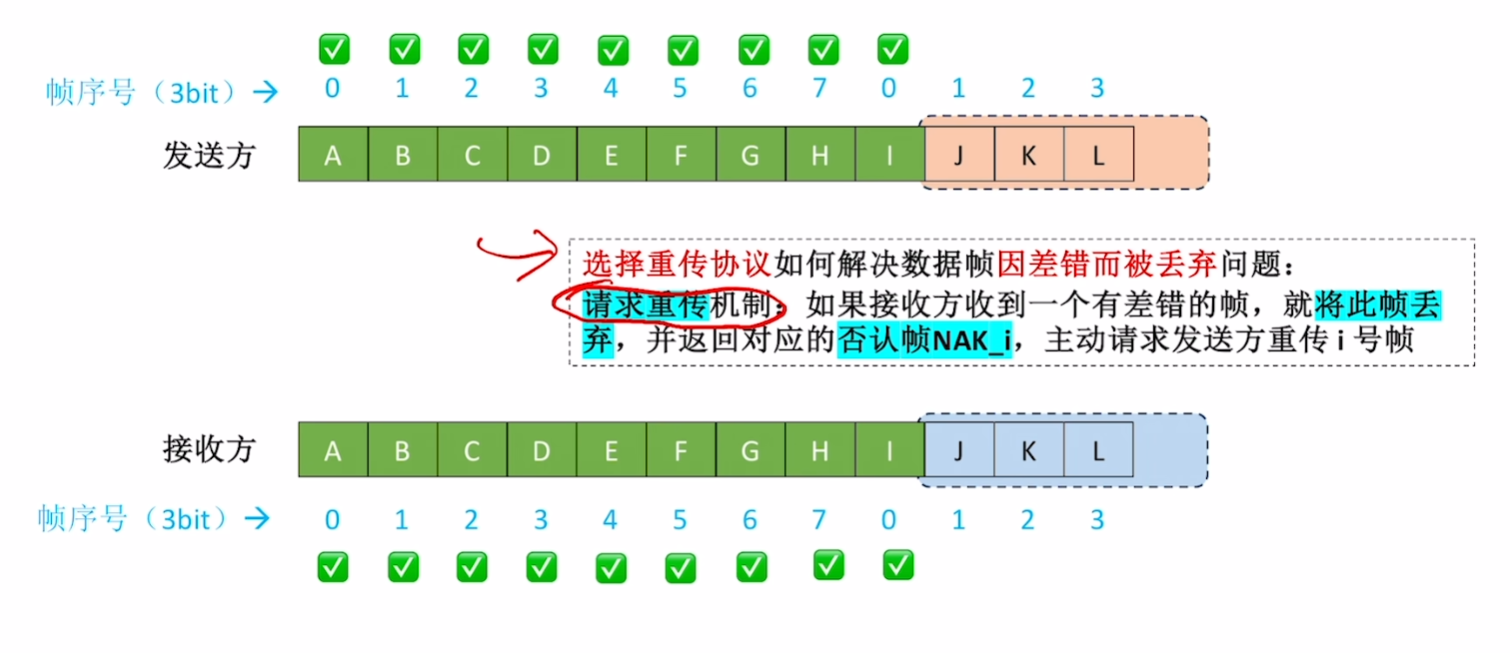 帧序号（3bit）→ 0 1 2 3 4 5 6 7 0 1 2 3
发送方 A B C D E F G H I J K L
选择重传协议如何解决数据帧因差错而被丢弃问题：
请求重传机制：如果接收方收到一个有差错的帧，就将此帧丢
弃，并返回对应的否认帧NAK_i，主动请求发送方重传 i 号帧
接收方 A B C D E F G H I J K L
帧序号（3bit）→ 0 1 2 3 4 5 6 7 0 1 2 3